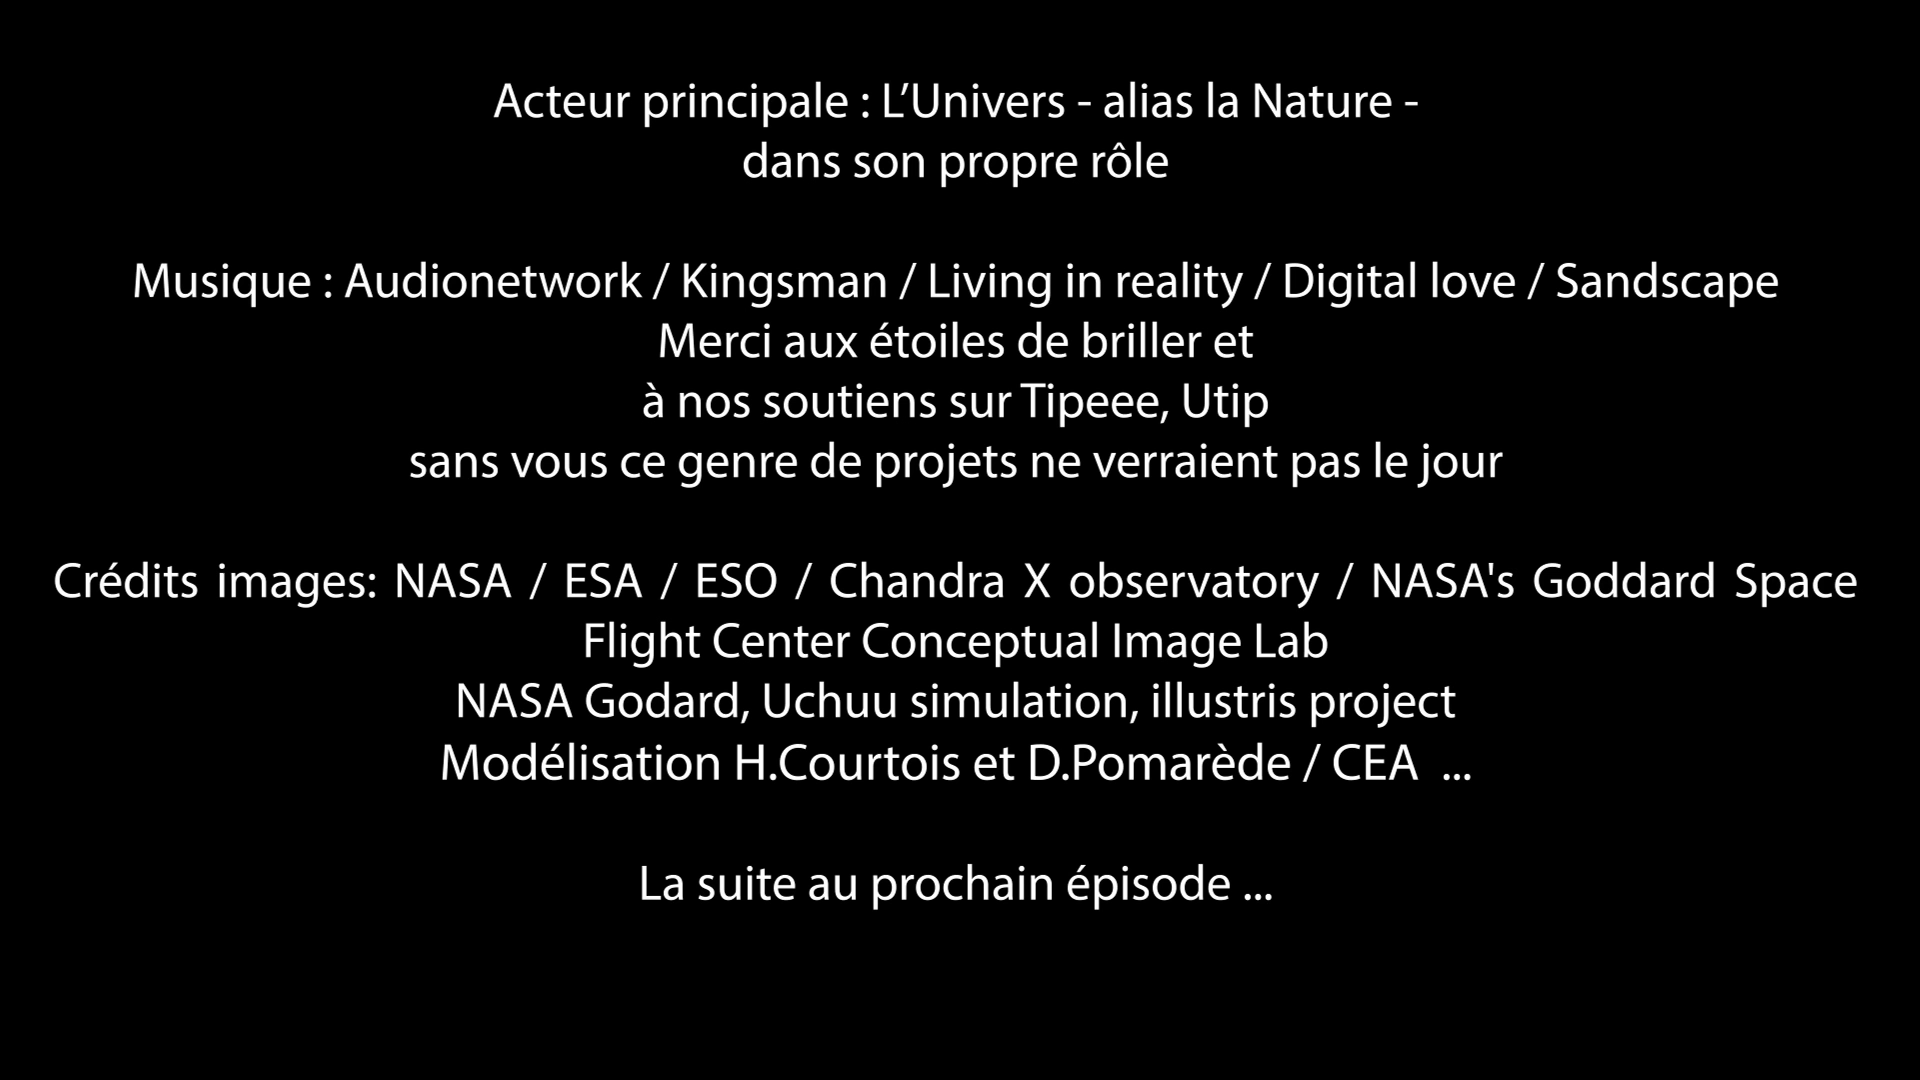 Acteur principale : L’Univers - alias la Nature -
dans son propre rôle
Musique : Audionetwork / Kingsman / Living in reality / Digital love / Sandscape
Merci aux étoiles de briller et
à nos soutiens sur Tipeee, Utip
sans vous ce genre de projets ne verraient pas le jour
Crédits images: NASA / ESA / ESO / Chandra X observatory / NASA's Goddard Space
Flight Center Conceptual Image Lab
NASA Godard, Uchuu simulation, illustris project
Modélisation H.Courtois et D.Pomarède / CEA ...
La suite au prochain épisode ...